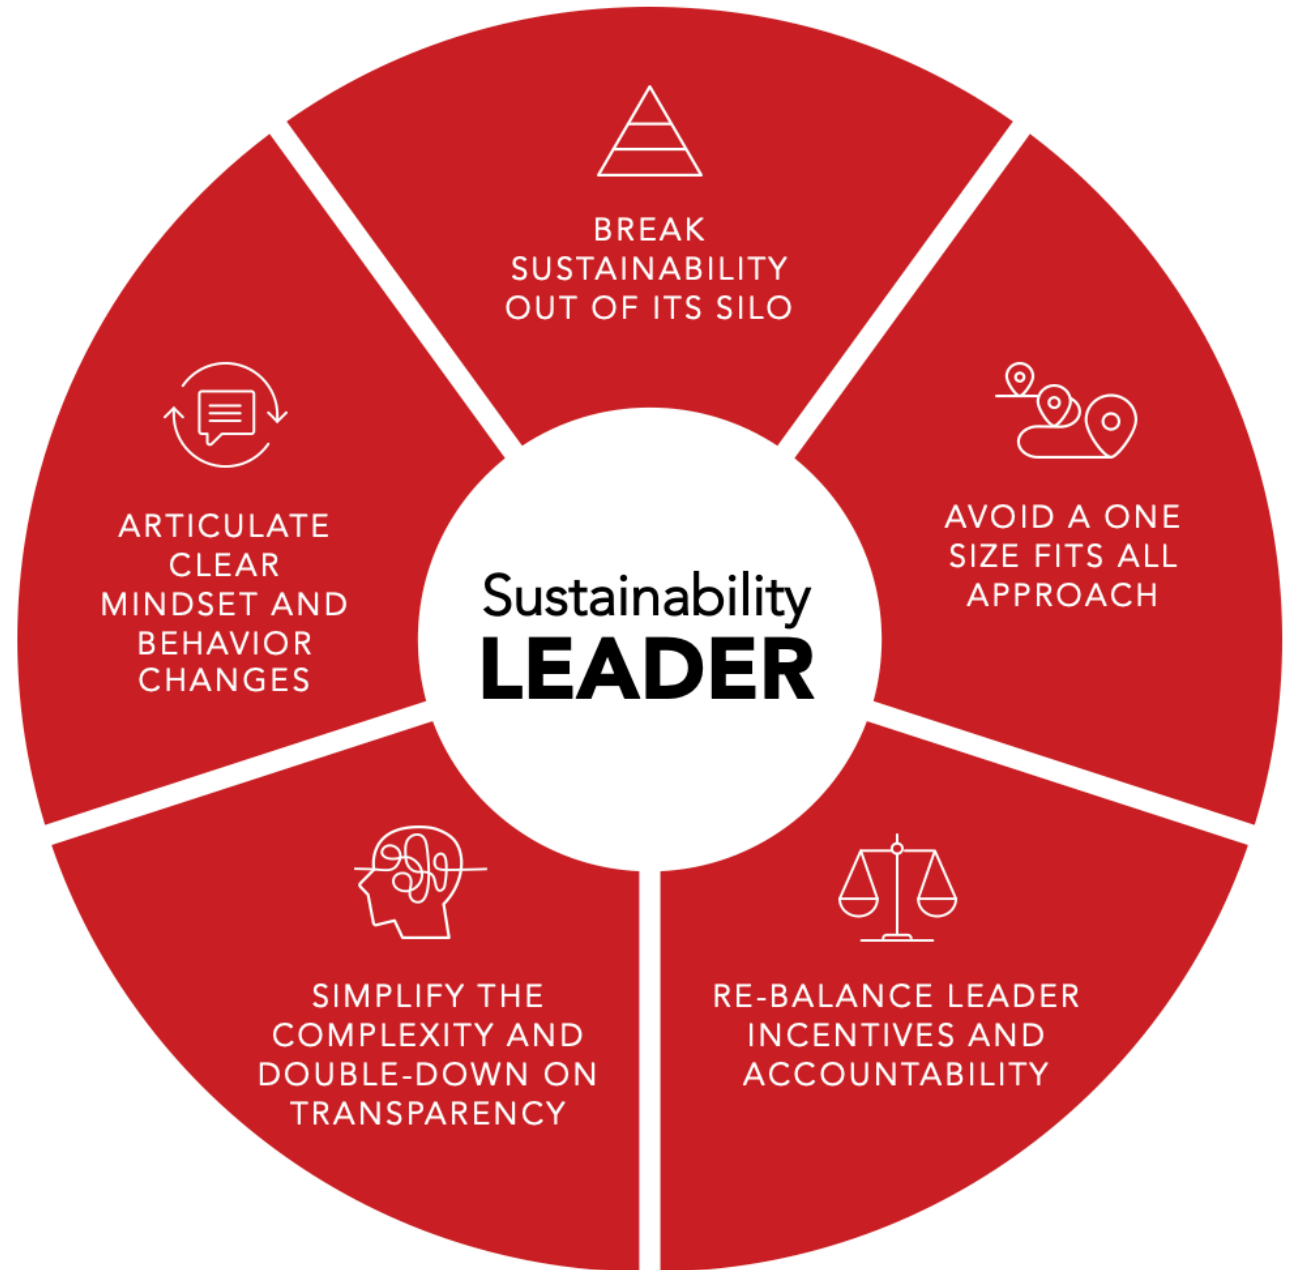 BREAK
SUSTAINABILITY
OUT OF ITS SILO
AVOID A ONE
SIZE FITS ALL
APPROACH
RE-BALANCE LEADER
INCENTIVES AND
ACCOUNTABILITY
SIMPLIFY THE
COMPLEXITY AND
DOUBLE-DOWN ON
TRANSPARENCY
ARTICULATE
CLEAR
MINDSET AND
BEHAVIOR
CHANGES
Sustainability
LEADER